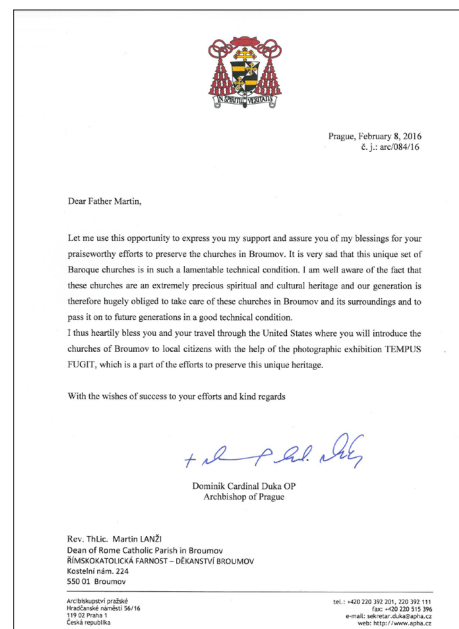 IN SPIRITU VERITATIS
Prague, February 8, 2016
č. j.: arc/084/16
Dear Father Martin,
Let me use this opportunity to express you my support and assure you of my blessings for your
praiseworthy efforts to preserve the churches in Broumov. It is very sad that this unique set of
Baroque churches is in such a lamentable technical condition. I am well aware of the fact that
these churches are an extremely precious spiritual and cultural heritage and our generation is
therefore hugely obliged to take care of these churches in Broumov and its surroundings and to
pass it on to future generations in a good technical condition.
I thus heartily bless you and your travel through the United States where you will introduce the
churches of Broumov to local citizens with the help of the photographic exhibition TEMPUS
FUGIT, which is a part of the efforts to preserve this unique heritage.
With the wishes of success to your efforts and kind regards
Dominik Cardinal Duka OP
Archbishop of Prague
Rev. ThLic. Martin LANŽI
Dean of Rome Catholic Parish in Broumov
ŘÍMSKOKATOLICKÁ FARNOST – DĚKANSTVÍ BROUMOV
Kostelní nám. 224
550 01 Broumov
Arcibiskupství pražské
Hradčanské náměstí 56/16
119 02 Praha 1
Česká republika
tel.: +420 220 392 201, 220 392 111
fax: +420 220 515 396
e-mail: sekretar.duka@apha.cz
web: http://www.apha.cz